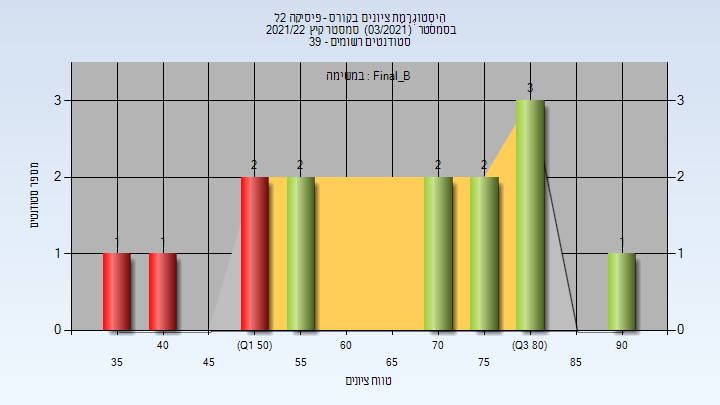 היסטוגרמת ציונים בקורס - פיסיקה 2ל
בסמסטר (03/2021) סמסטר קיץ 2021/22
סטודנטים רשומים - 39
במשימה : Final_B
מספר סטודנטים
3 3
2 2
1 1
0 0
1 1 2 2 2 2 3 1
40 (Q1 50) 60 70 (Q3 80) 90
35 45 55 65 75 85
טווח ציונים